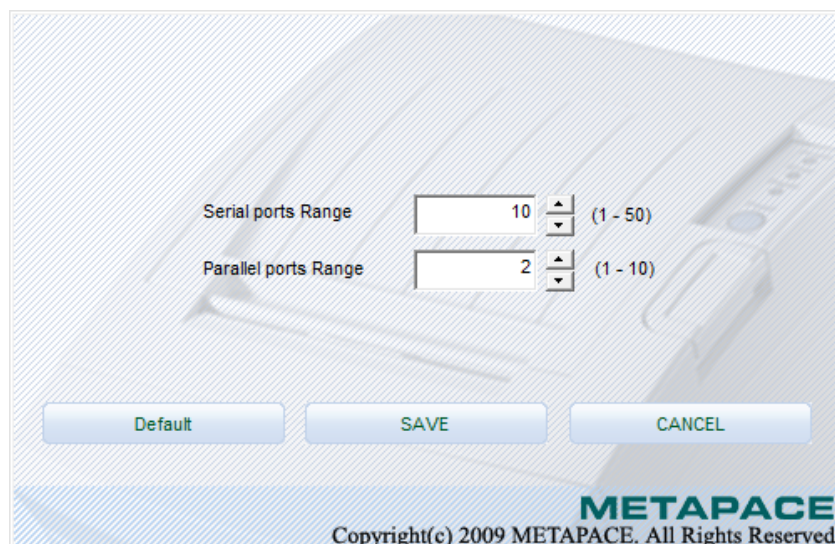 Serial ports Range 10 (1 - 50)
Parallel ports Range 2 (1 - 10)
Default SAVE CANCEL
METAPACE
Copyright(c) 2009 METAPACE. All Rights Reserved